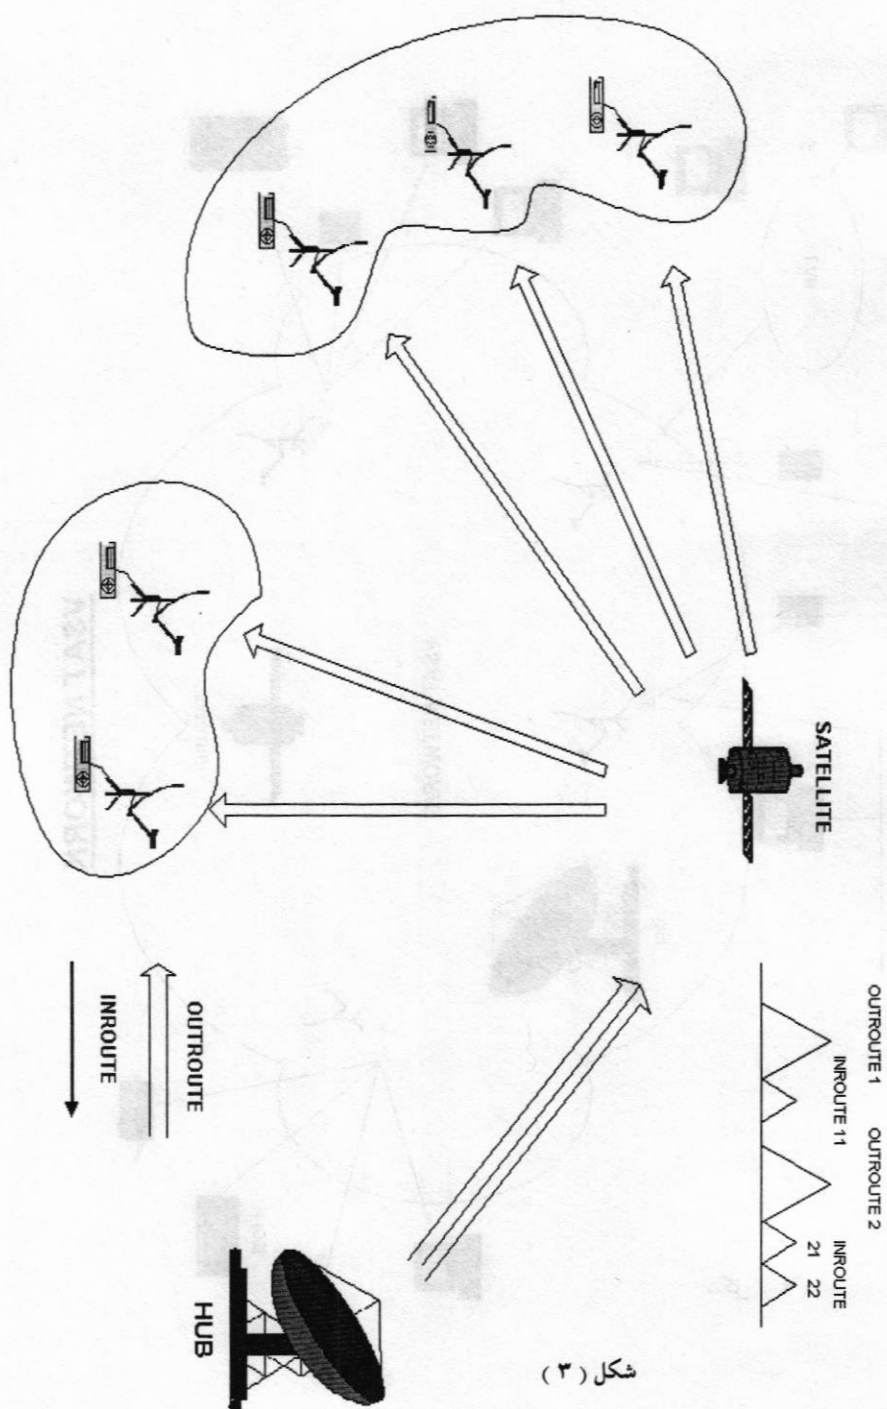 OUTROUTE 1
OUTROUTE 2
INROUTE 11
INROUTE
21
22
SATELLITE
OUTROUTE
INROUTE
HUB
شكل ( ٣ )